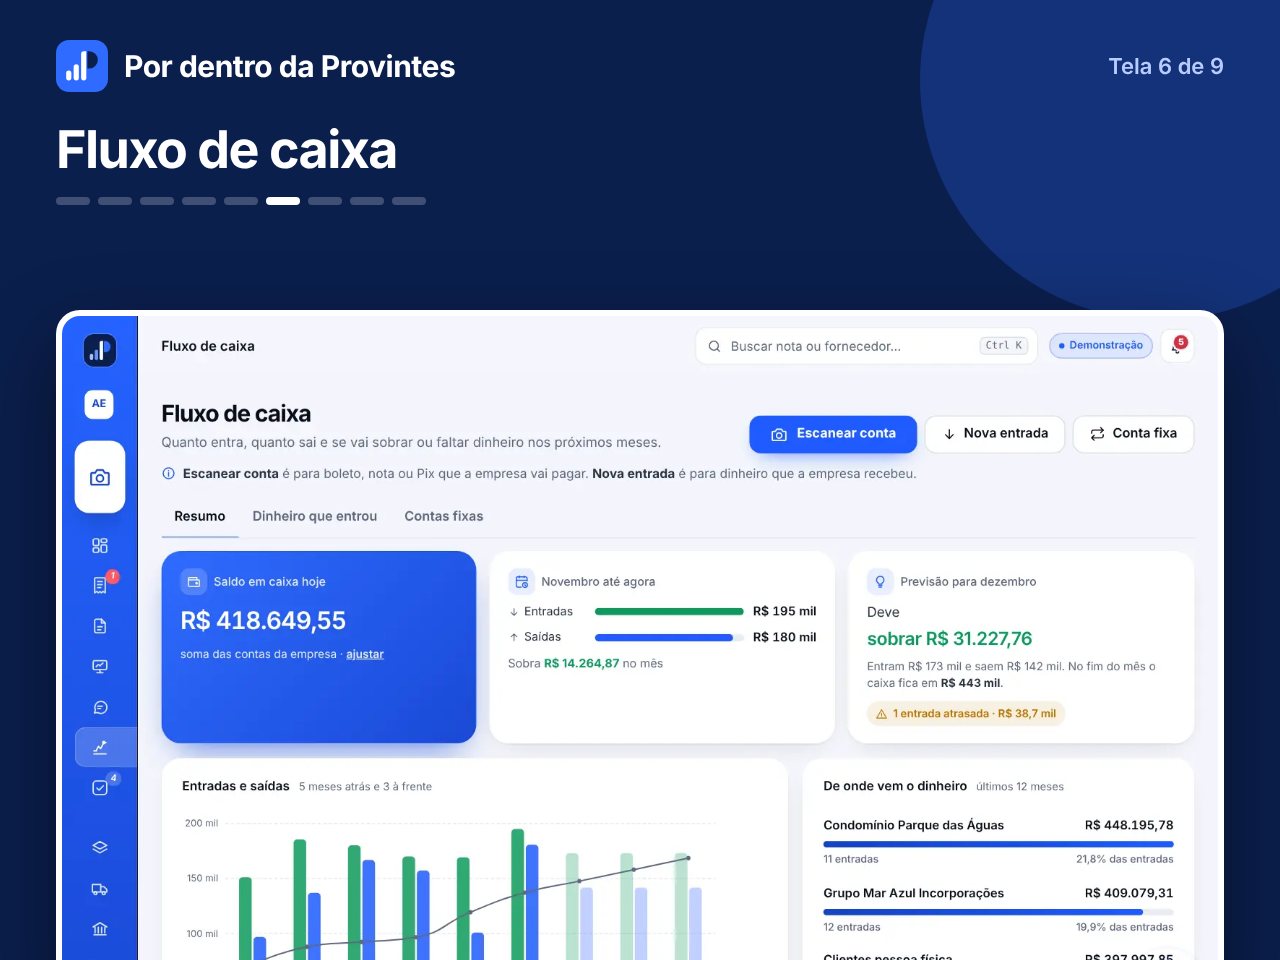 Por dentro da Provintes
Tela 6 de 9
Fluxo de caixa
Fluxo de caixa
Buscar nota ou fornecedor...
Ctrl K
Demonstração
5
AE
Fluxo de caixa
Quanto entra, quanto sai e se vai sobrar ou faltar dinheiro nos próximos meses.
Escanear conta
Nova entrada
Conta fixa
Escanear conta é para boleto, nota ou Pix que a empresa vai pagar. Nova entrada é para dinheiro que a empresa recebeu.
Resumo
Dinheiro que entrou
Contas fixas
1
4
Saldo em caixa hoje
R$ 418.649,55
soma das contas da empresa · ajustar
Novembro até agora
Entradas R$ 195 mil
Saídas R$ 180 mil
Sobra R$ 14.264,87 no mês
Previsão para dezembro
Deve
sobrar R$ 31.227,76
Entram R$ 173 mil e saem R$ 142 mil. No fim do mês o
caixa fica em R$ 443 mil.
1 entrada atrasada · R$ 38,7 mil
Entradas e saídas 5 meses atrás e 3 à frente
200 mil
150 mil
100 mil
De onde vem o dinheiro últimos 12 meses
Condomínio Parque das Águas R$ 448.195,78
11 entradas 21,8% das entradas
Grupo Mar Azul Incorporações R$ 409.079,31
12 entradas 19,9% das entradas
Clientes pessoa física R$ 397.997,85